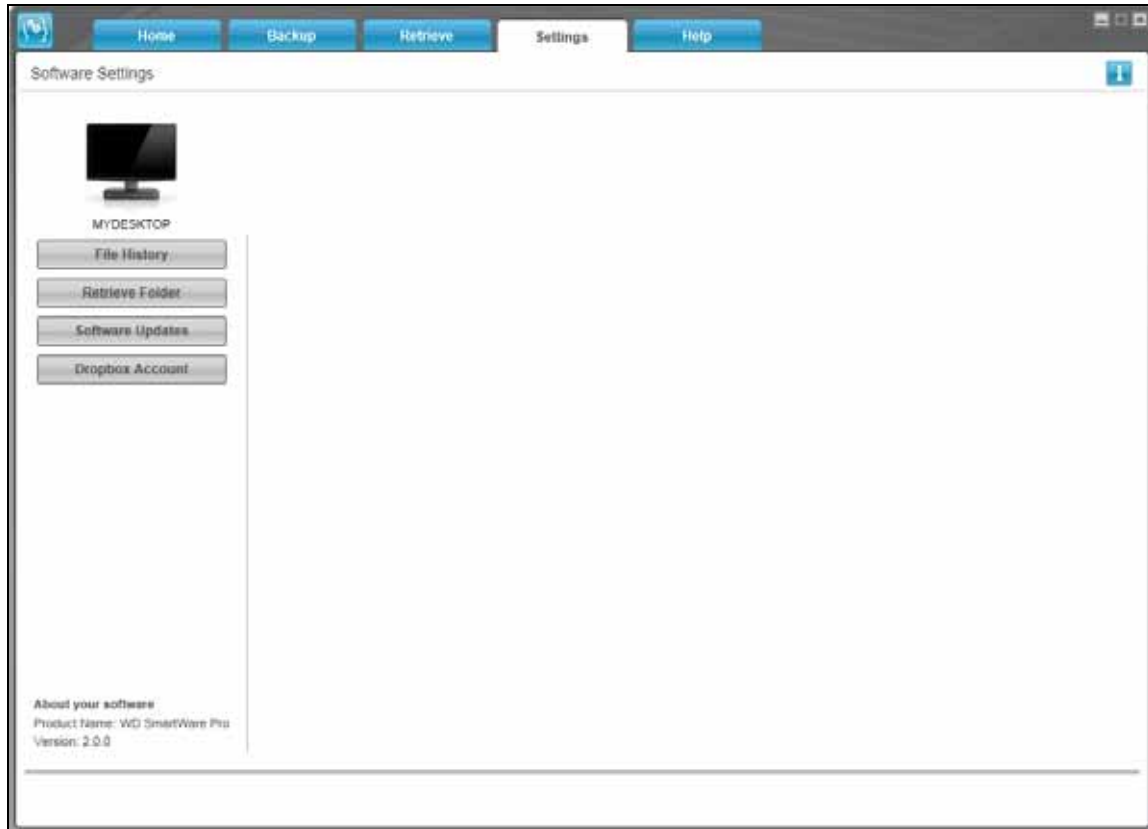 Home Backup Retrieve Settings Help
Software Settings
MYDESKTOP
File History
Retrieve Folder
Software Updates
Dropbox Account
About your software
Product Name: WD SmartWare Pro
Version: 2.0.0